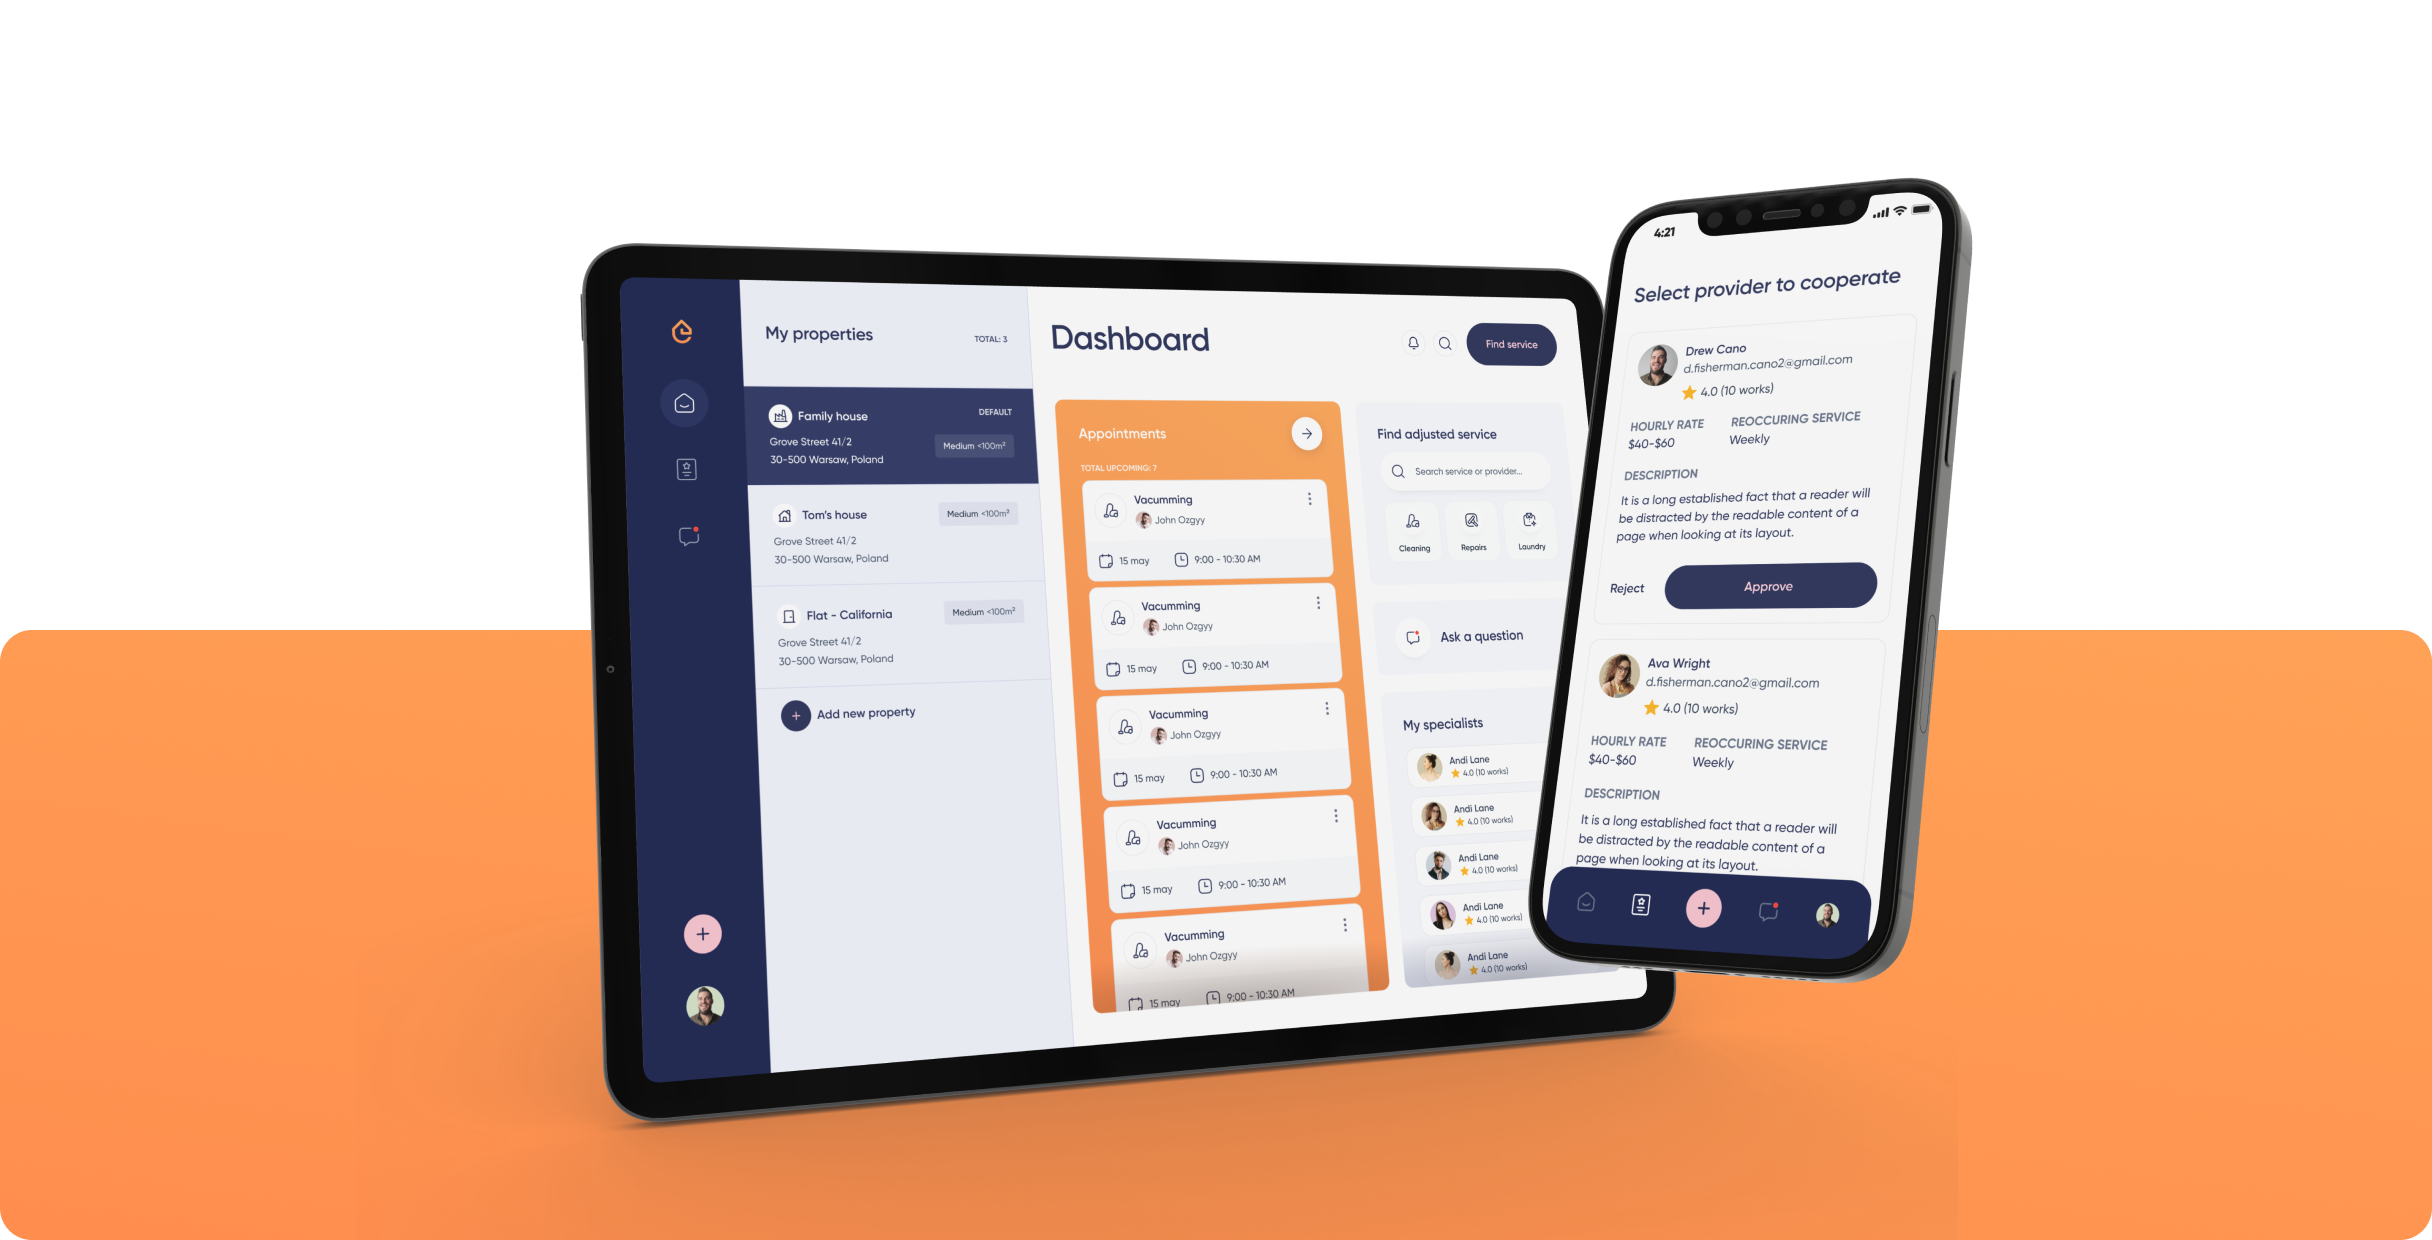 My properties
TOTAL: 3
Family house
DEFAULT
Grove Street 41/2
Medium <100m²
30-500 Warsaw, Poland
Tom's house
Medium <100m²
Grove Street 41/2
30-500 Warsaw, Poland
Flat - California
Medium <100m²
Grove Street 41/2
30-500 Warsaw, Poland
Add new property
Dashboard
Find service
Appointments
TOTAL UPCOMING: 7
Vacumming
John Ozgyy
15 may
9:00 - 10:30 AM
Vacumming
John Ozgyy
15 may
9:00 - 10:30 AM
Vacumming
John Ozgyy
15 may
9:00 - 10:30 AM
Vacumming
John Ozgyy
15 may
9:00 - 10:30 AM
Vacumming
John Ozgyy
15 may
9:00 - 10:30 AM
Find adjusted service
Search service or provider...
Cleaning
Repairs
Laundry
Ask a question
My specialists
Andi Lane
4.0 (10 works)
Andi Lane
4.0 (10 works)
Andi Lane
4.0 (10 works)
Andi Lane
4.0 (10 works)
Andi Lane
4.0 (10 works)
4:21
Select provider to cooperate
Drew Cano
d.fisherman.cano2@gmail.com
4.0 (10 works)
HOURLY RATE
REOCCURING SERVICE
$40-$60
Weekly
DESCRIPTION
It is a long established fact that a reader will
be distracted by the readable content of a
page when looking at its layout.
Reject
Approve
Ava Wright
d.fisherman.cano2@gmail.com
4.0 (10 works)
HOURLY RATE
REOCCURING SERVICE
$40-$60
Weekly
DESCRIPTION
It is a long established fact that a reader will
be distracted by the readable content of a
page when looking at its layout.